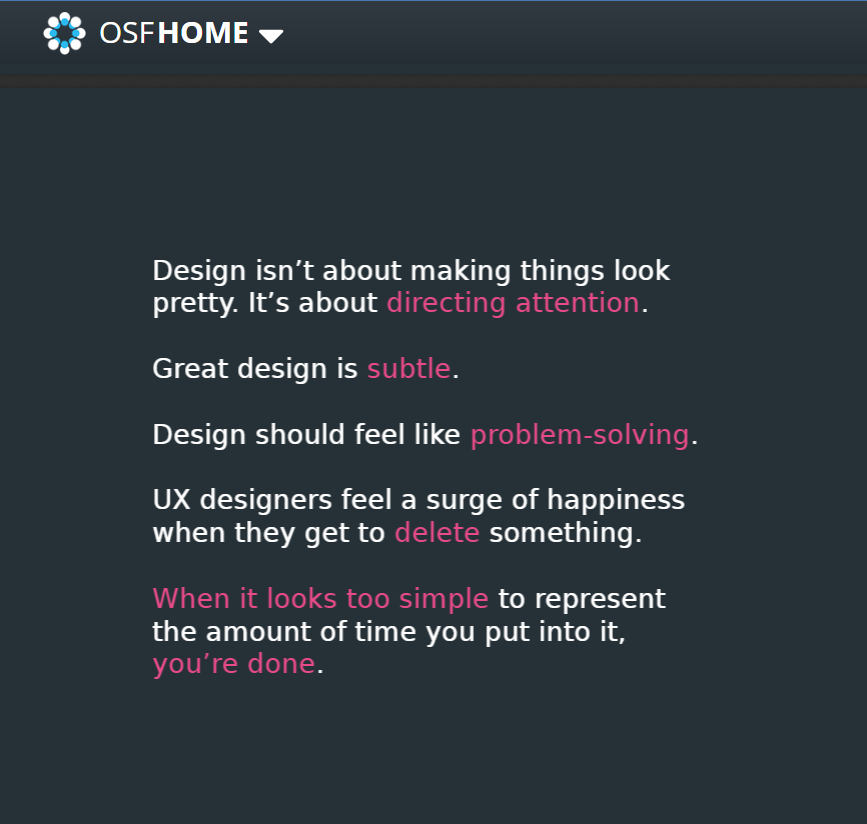 OSFHOME
Design isn’t about making things look
pretty. It’s about directing attention.
Great design is subtle.
Design should feel like problem-solving.
UX designers feel a surge of happiness
when they get to delete something.
When it looks too simple to represent
the amount of time you put into it,
you’re done.